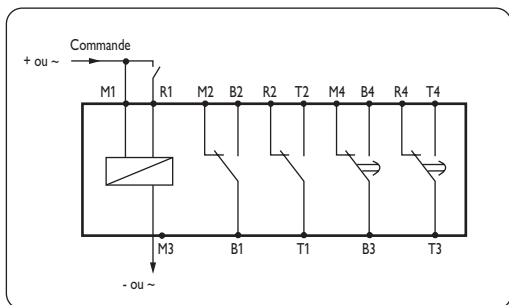 Commande
+ ou ~
M1 R1 M2 B2 R2 T2 M4 B4 R4 T4
M3 B1 T1 B3 T3
- ou ~